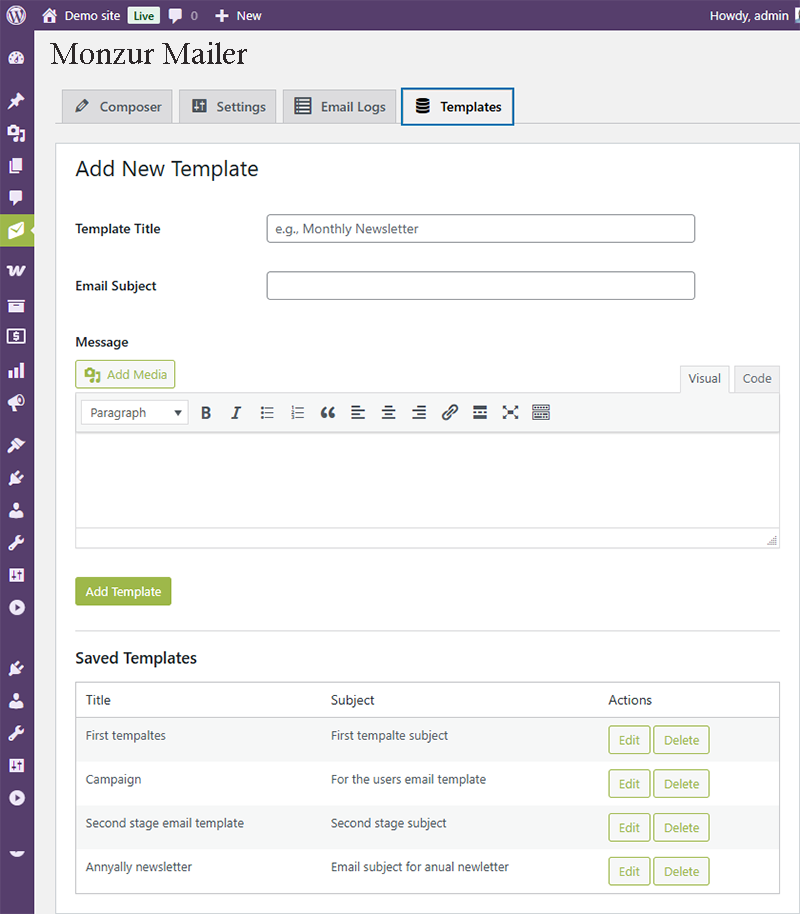 Demo site Live 0 New Howdy, admin
Monzur Mailer
Composer Settings Email Logs Templates
Add New Template
Template Title e.g., Monthly Newsletter
Email Subject
Message
Add Media
Visual Code
Paragraph B I
Add Template
Saved Templates
Title Subject Actions
First tempaltes First tempalte subject Edit Delete
Campaign For the users email template Edit Delete
Second stage email template Second stage subject Edit Delete
Annyally newsletter Email subject for anual newletter Edit Delete